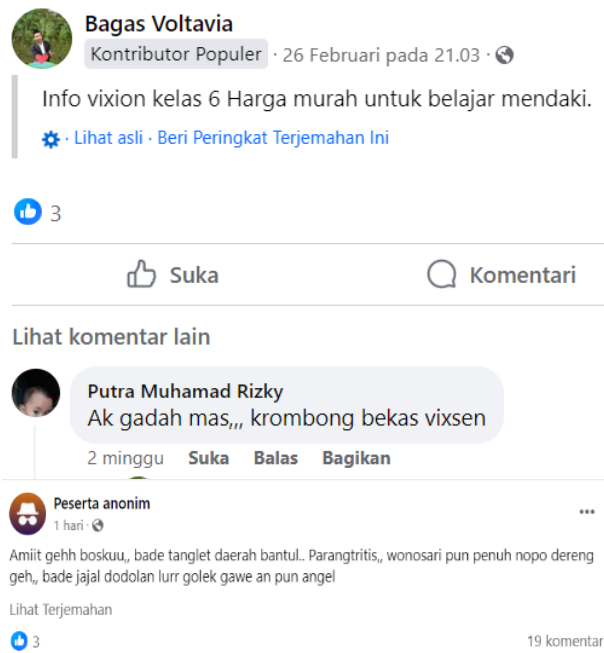 Bagas Voltavia
Kontributor Populer · 26 Februari pada 21.03 ·
Info vixion kelas 6 Harga murah untuk belajar mendaki.
· Lihat asli · Beri Peringkat Terjemahan Ini
3
Suka Komentari
Lihat komentar lain
Putra Muhamad Rizky
Ak gadah mas,,, krombong bekas vixsen
2 minggu Suka Balas Bagikan
Peserta anonim
1 hari ·
Amiit gehh boskuu,, bade tanglet daerah bantul.. Parangtritis,, wonosari pun penuh nopo dereng
geh,, bade jajal dodolan lurr golek gawe an pun angel
Lihat Terjemahan
3 19 komentar